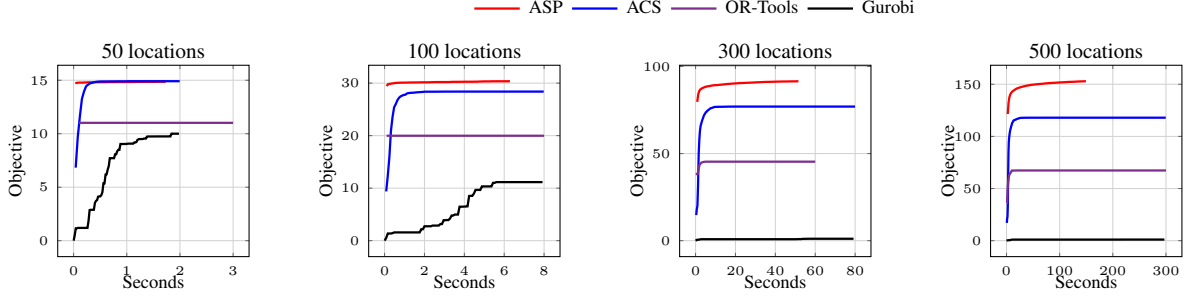 ASP ACS OR-Tools Gurobi
50 locations
15
10
5
0
0 1 2 3
Objective
Seconds
100 locations
30
20
10
0
0 2 4 6 8
Objective
Seconds
300 locations
100
50
0
0 20 40 60 80
Objective
Seconds
500 locations
150
100
50
0
0 100 200 300
Objective
Seconds